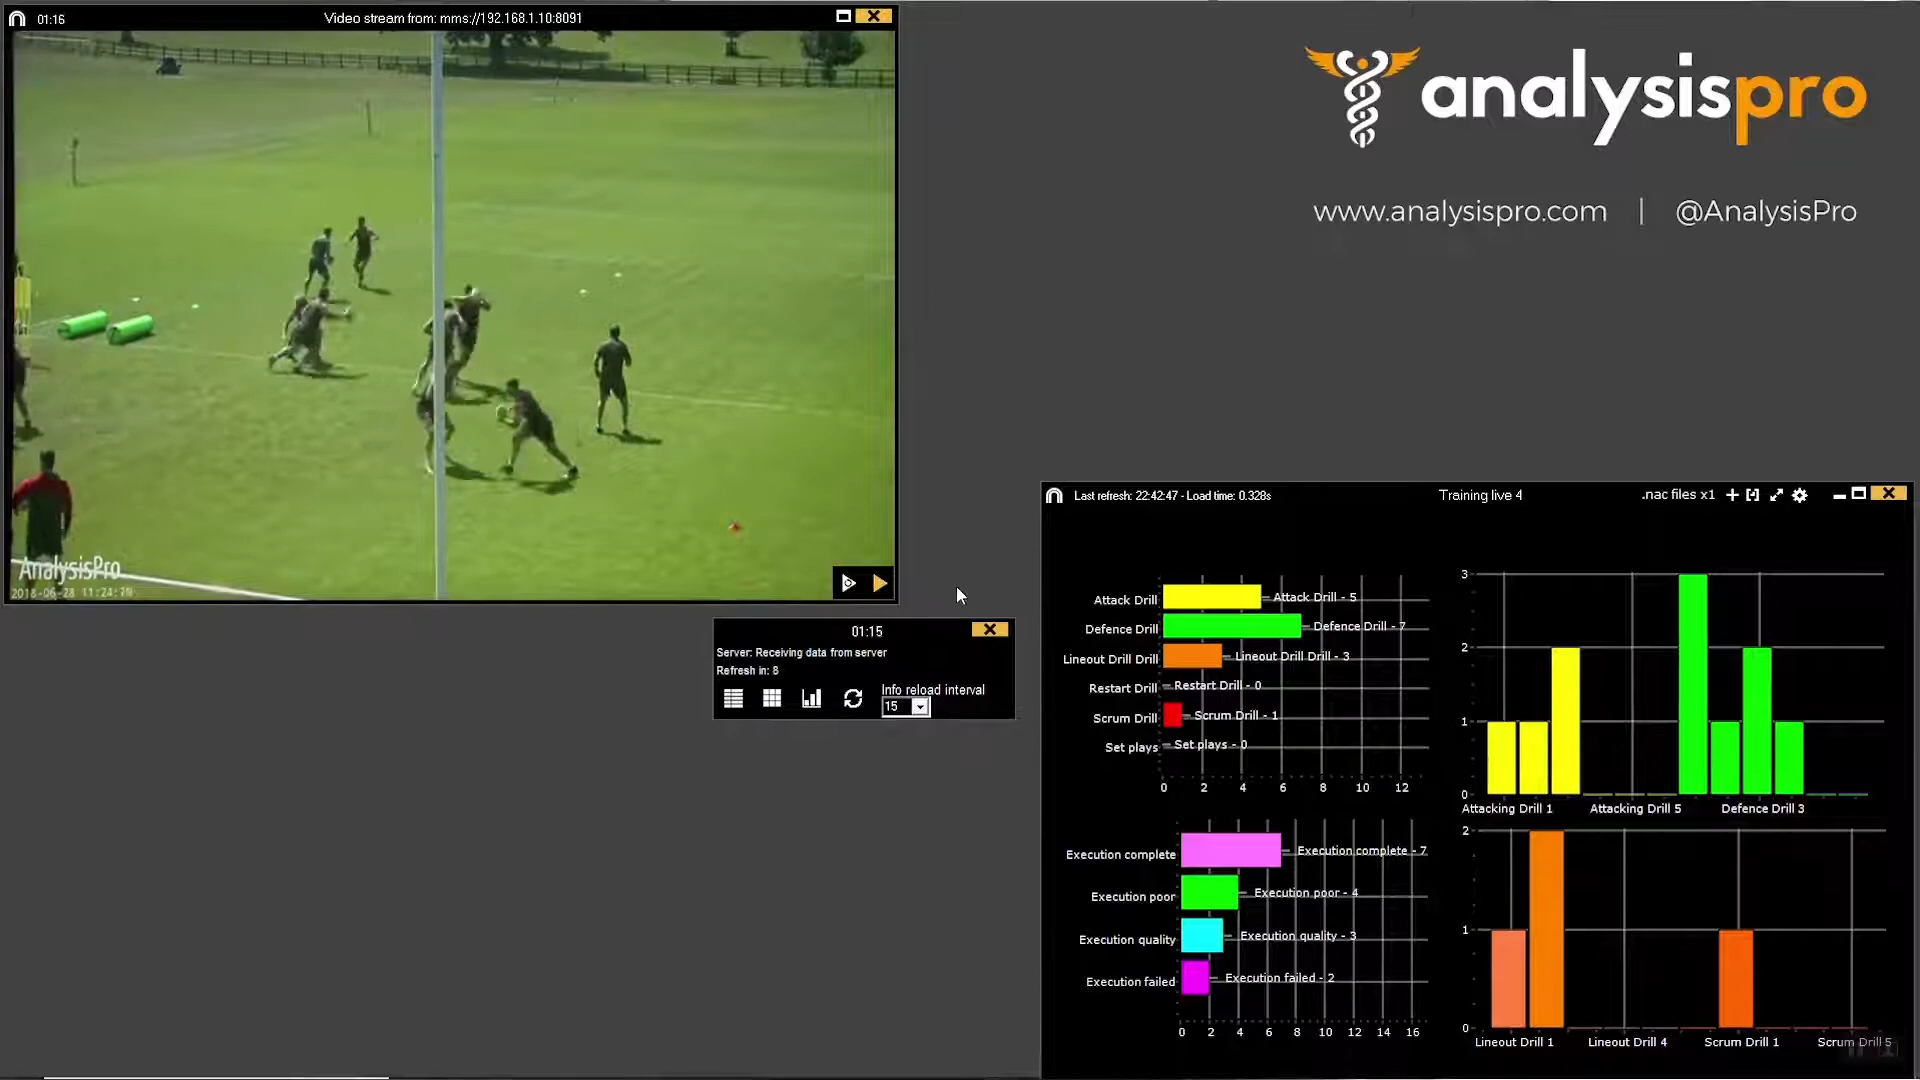 01:16
Video stream from: mms://192.168.1.10:8091
AnalysisPro
2018-06-28 11:24:20
analysispro
www.analysispro.com | @AnalysisPro
01:15
Server: Receiving data from server
Refresh in: 8
Info reload interval
15
Last refresh: 22:42:47 - Load time: 0.328s
Training live 4
.nac files x1
Attack Drill
Attack Drill - 5
Defence Drill
Defence Drill - 7
Lineout Drill Drill
Lineout Drill Drill - 3
Restart Drill
Restart Drill - 0
Scrum Drill
Scrum Drill - 1
Set plays
Set plays - 0
0 2 4 6 8 10 12
3
2
1
0
Attacking Drill 1 Attacking Drill 5 Defence Drill 3
Execution complete
Execution complete - 7
Execution poor
Execution poor - 4
Execution quality
Execution quality - 3
Execution failed
Execution failed - 2
0 2 4 6 8 10 12 14 16
2
1
0
Lineout Drill 1 Lineout Drill 4 Scrum Drill 1 Scrum Drill 5